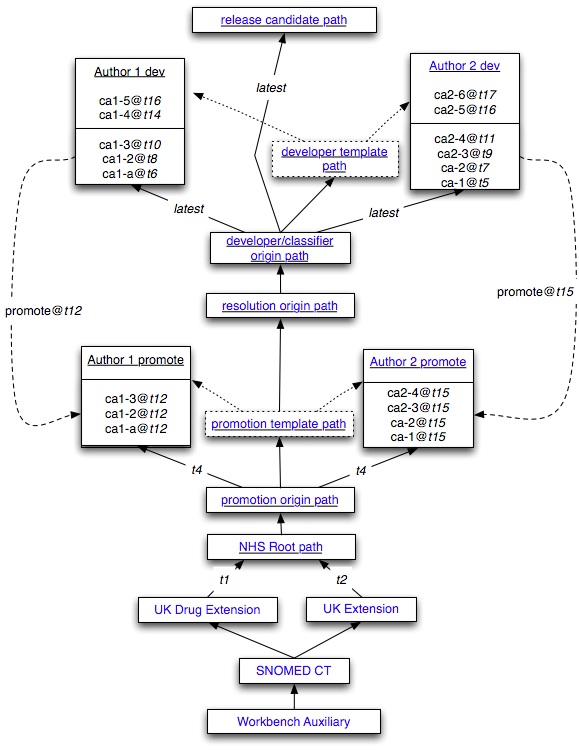 release candidate path
Author 1 dev
ca1-5@t16
ca1-4@t14
ca1-3@t10
ca1-2@t8
ca1-a@t6
latest
Author 2 dev
ca2-6@t17
ca2-5@t16
ca2-4@t11
ca2-3@t9
ca-2@t7
ca-1@t5
developer template
path
latest
latest
developer/classifier
origin path
resolution origin path
promote@t12
promote@t15
Author 1 promote
ca1-3@t12
ca1-2@t12
ca1-a@t12
Author 2 promote
ca2-4@t15
ca2-3@t15
ca-2@t15
ca-1@t15
promotion template path
t4
t4
promotion origin path
NHS Root path
t1
t2
UK Drug Extension
UK Extension
SNOMED CT
Workbench Auxiliary